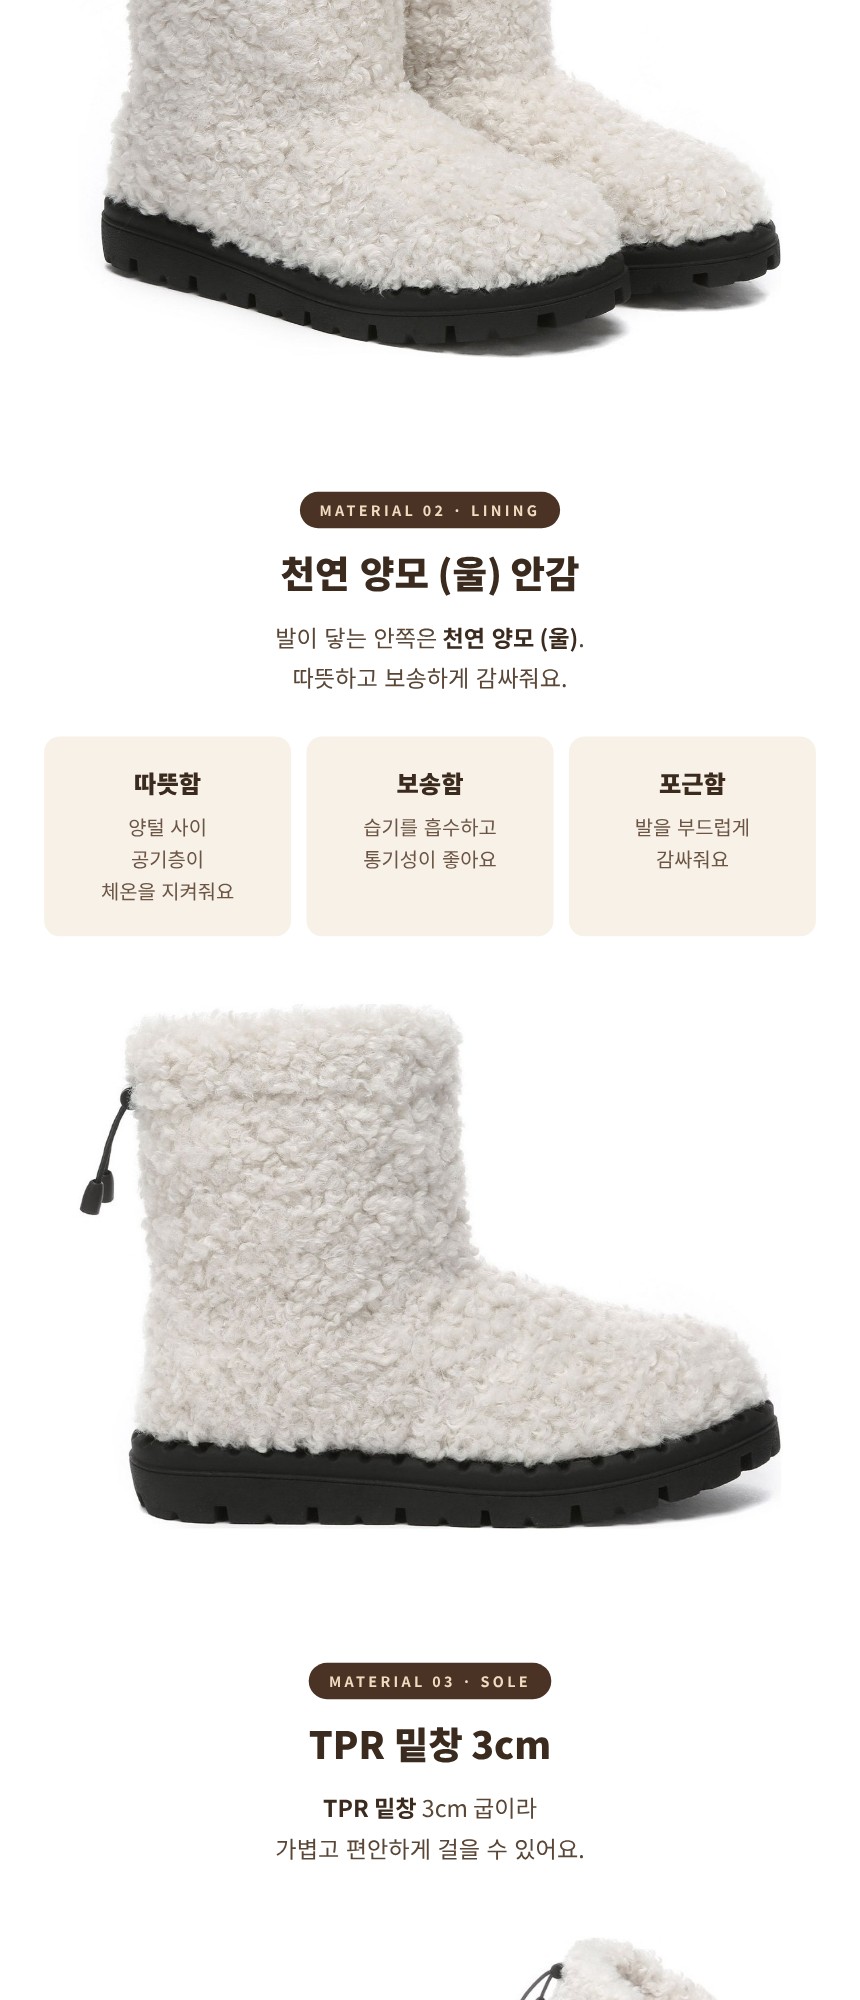 MATERIAL 02 · LINING
천연 양모 (울) 안감
발이 닿는 안쪽은 천연 양모 (울).
따뜻하고 보송하게 감싸줘요.
따뜻함
양털 사이
공기층이
체온을 지켜줘요
보송함
습기를 흡수하고
통기성이 좋아요
포근함
발을 부드럽게
감싸줘요
MATERIAL 03 · SOLE
TPR 밑창 3cm
TPR 밑창 3cm 굽이라
가볍고 편안하게 걸을 수 있어요.